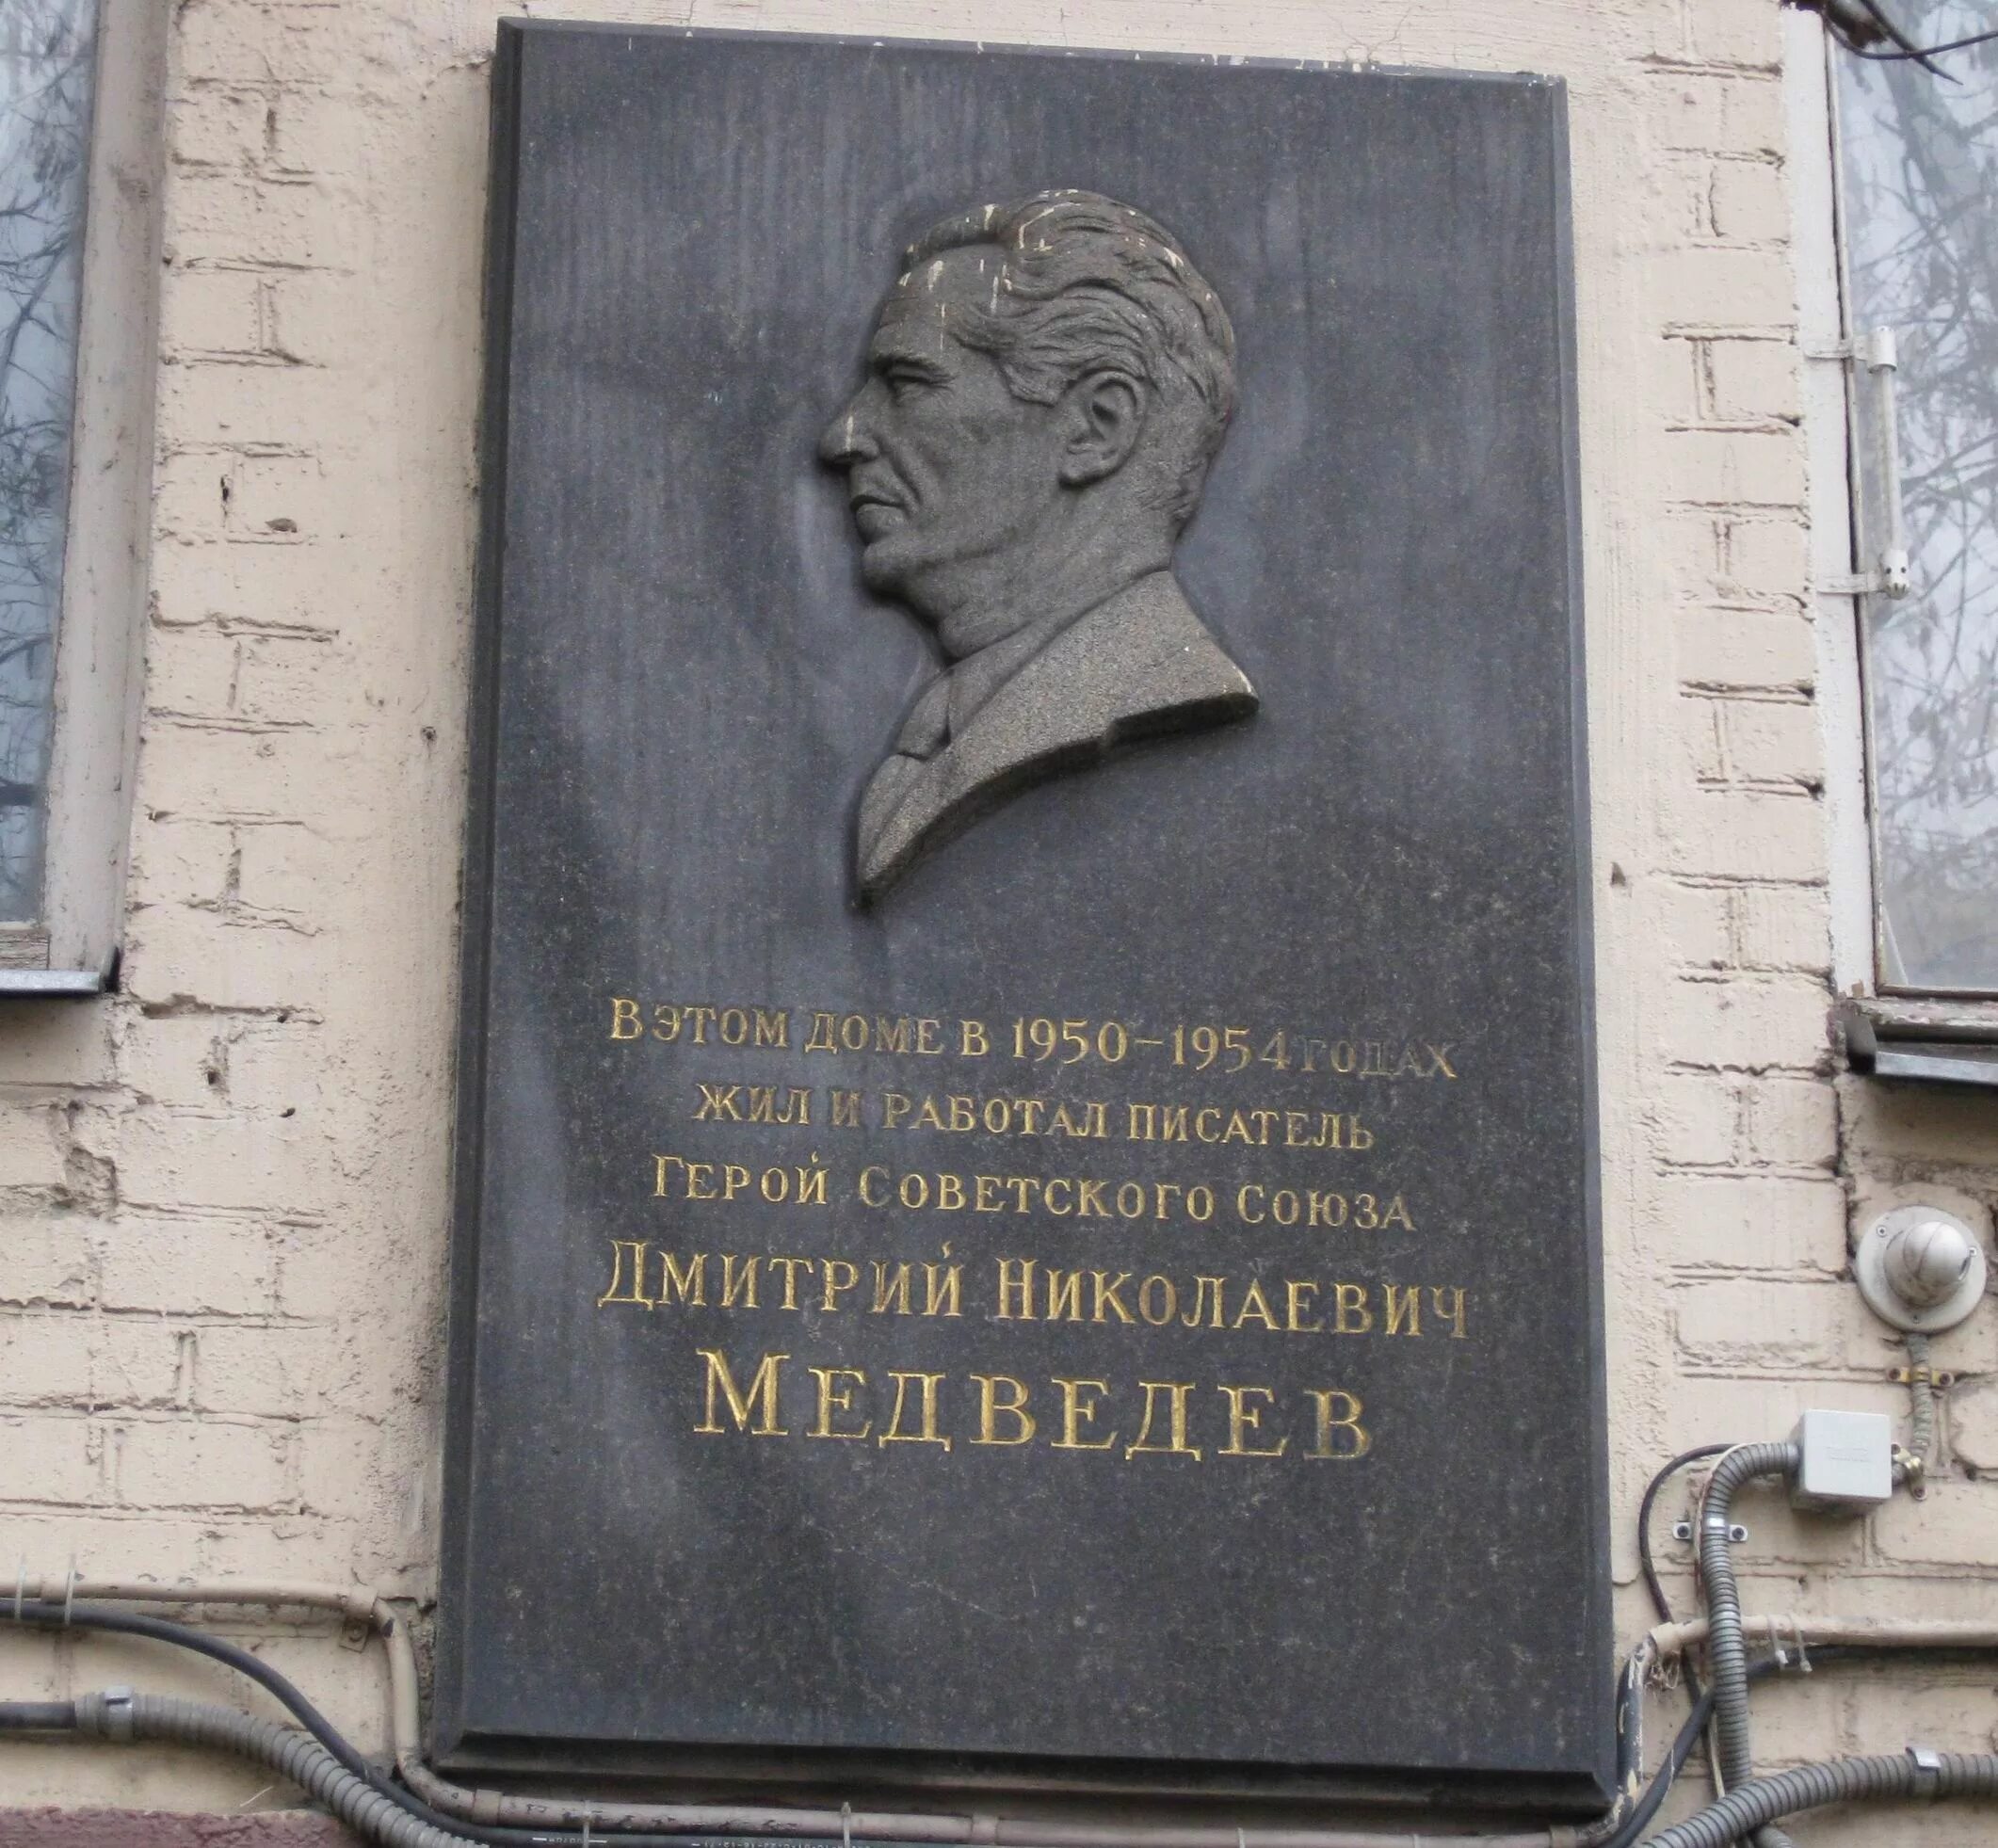 В ЭТОМ ДОМЕ В 1950–1954 ГОДАХ
ЖИЛ И РАБОТАЛ ПИСАТЕЛЬ
ГЕРОЙ СОВЕТСКОГО СОЮЗА
ДМИТРИЙ НИКОЛАЕВИЧ
МЕДВЕДЕВ